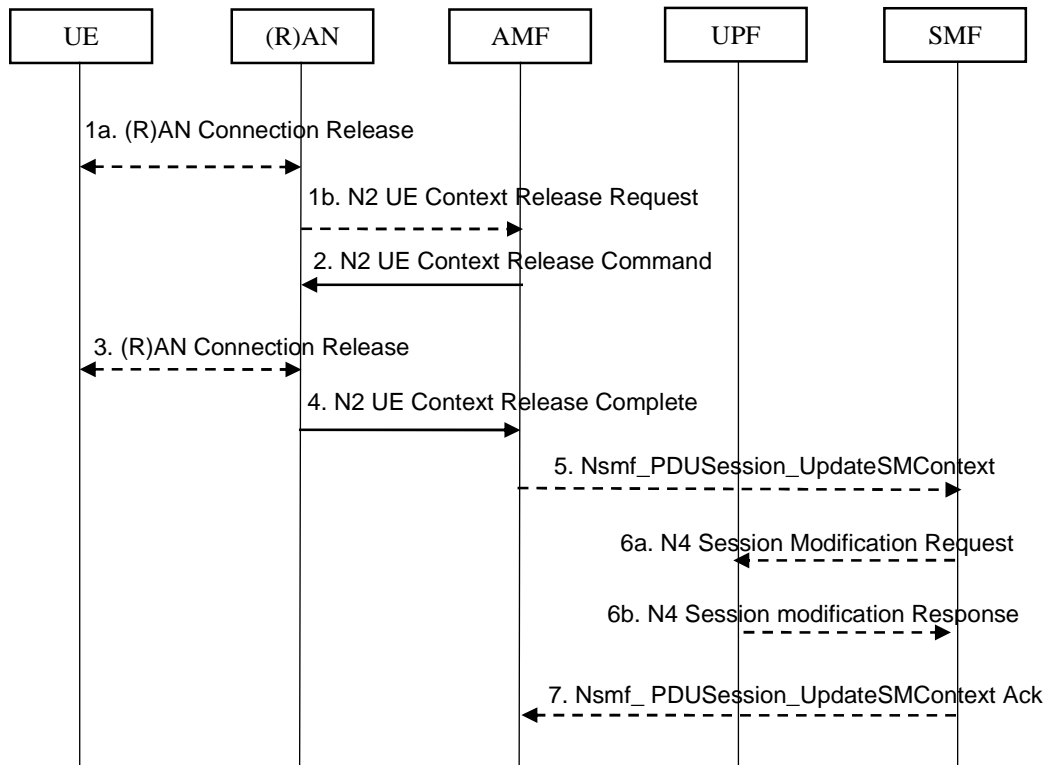 UE
(R)AN
AMF
UPF
SMF
1a. (R)AN Connection Release
1b. N2 UE Context Release Request
2. N2 UE Context Release Command
3. (R)AN Connection Release
4. N2 UE Context Release Complete
5. Nsmf_PDUSession_UpdateSMContext
6a. N4 Session Modification Request
6b. N4 Session modification Response
7. Nsmf_ PDUSession_UpdateSMContext Ack